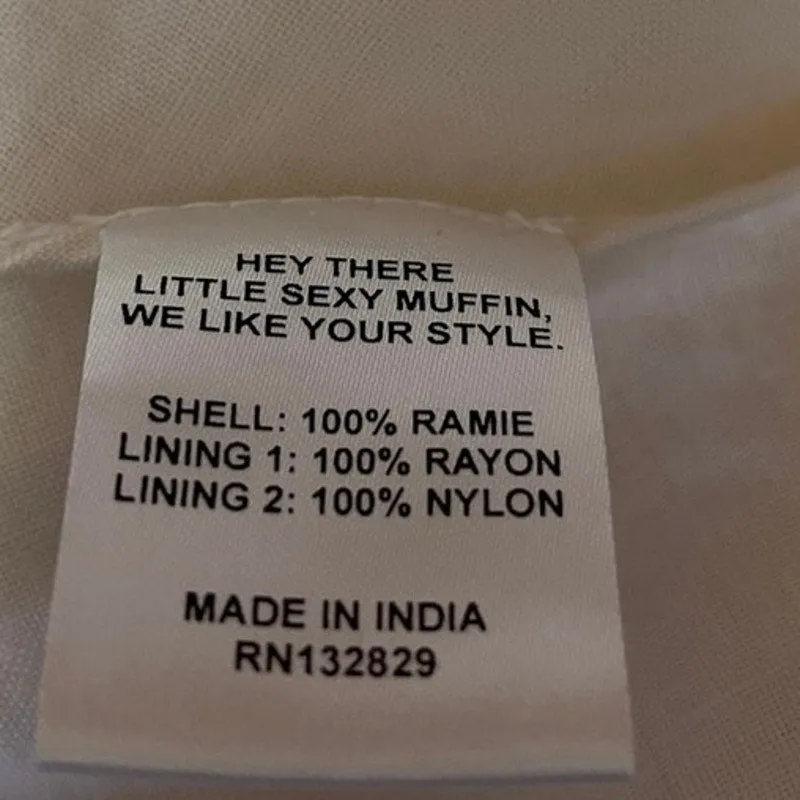 HEY THERE
LITTLE SEXY MUFFIN,
WE LIKE YOUR STYLE.
SHELL: 100% RAMIE
LINING 1: 100% RAYON
LINING 2: 100% NYLON
MADE IN INDIA
RN132829